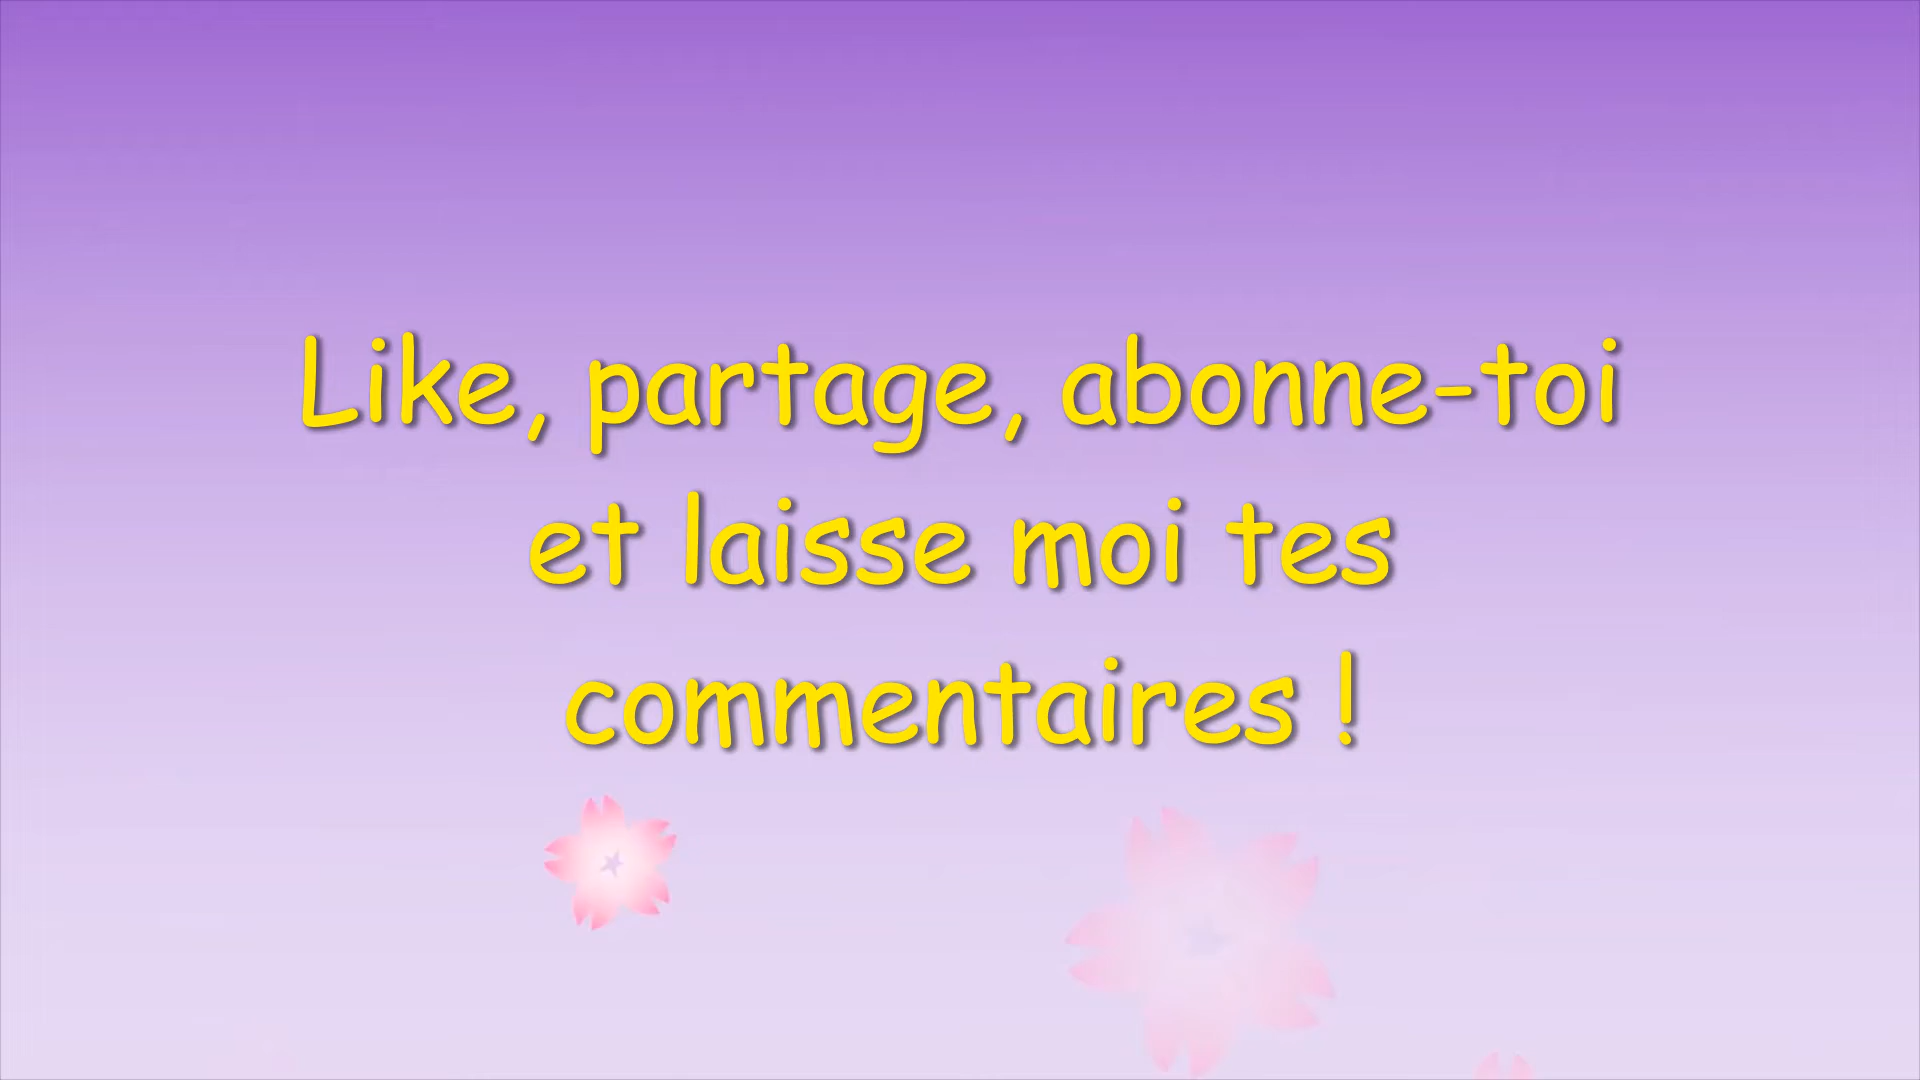 Like, partage, abonne-toi
et laisse moi tes
commentaires !